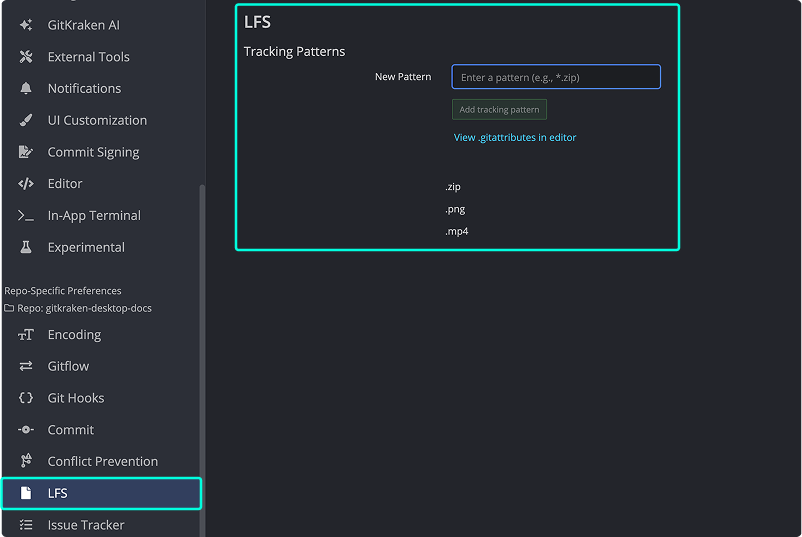 GitKraken AI
External Tools
Notifications
UI Customization
Commit Signing
Editor
In-App Terminal
Experimental
Repo-Specific Preferences
Repo: gitkraken-desktop-docs
Encoding
Gitflow
Git Hooks
Commit
Conflict Prevention
LFS
Issue Tracker
LFS
Tracking Patterns
New Pattern
Enter a pattern (e.g., *.zip)
Add tracking pattern
View .gitattributes in editor
.zip
.png
.mp4